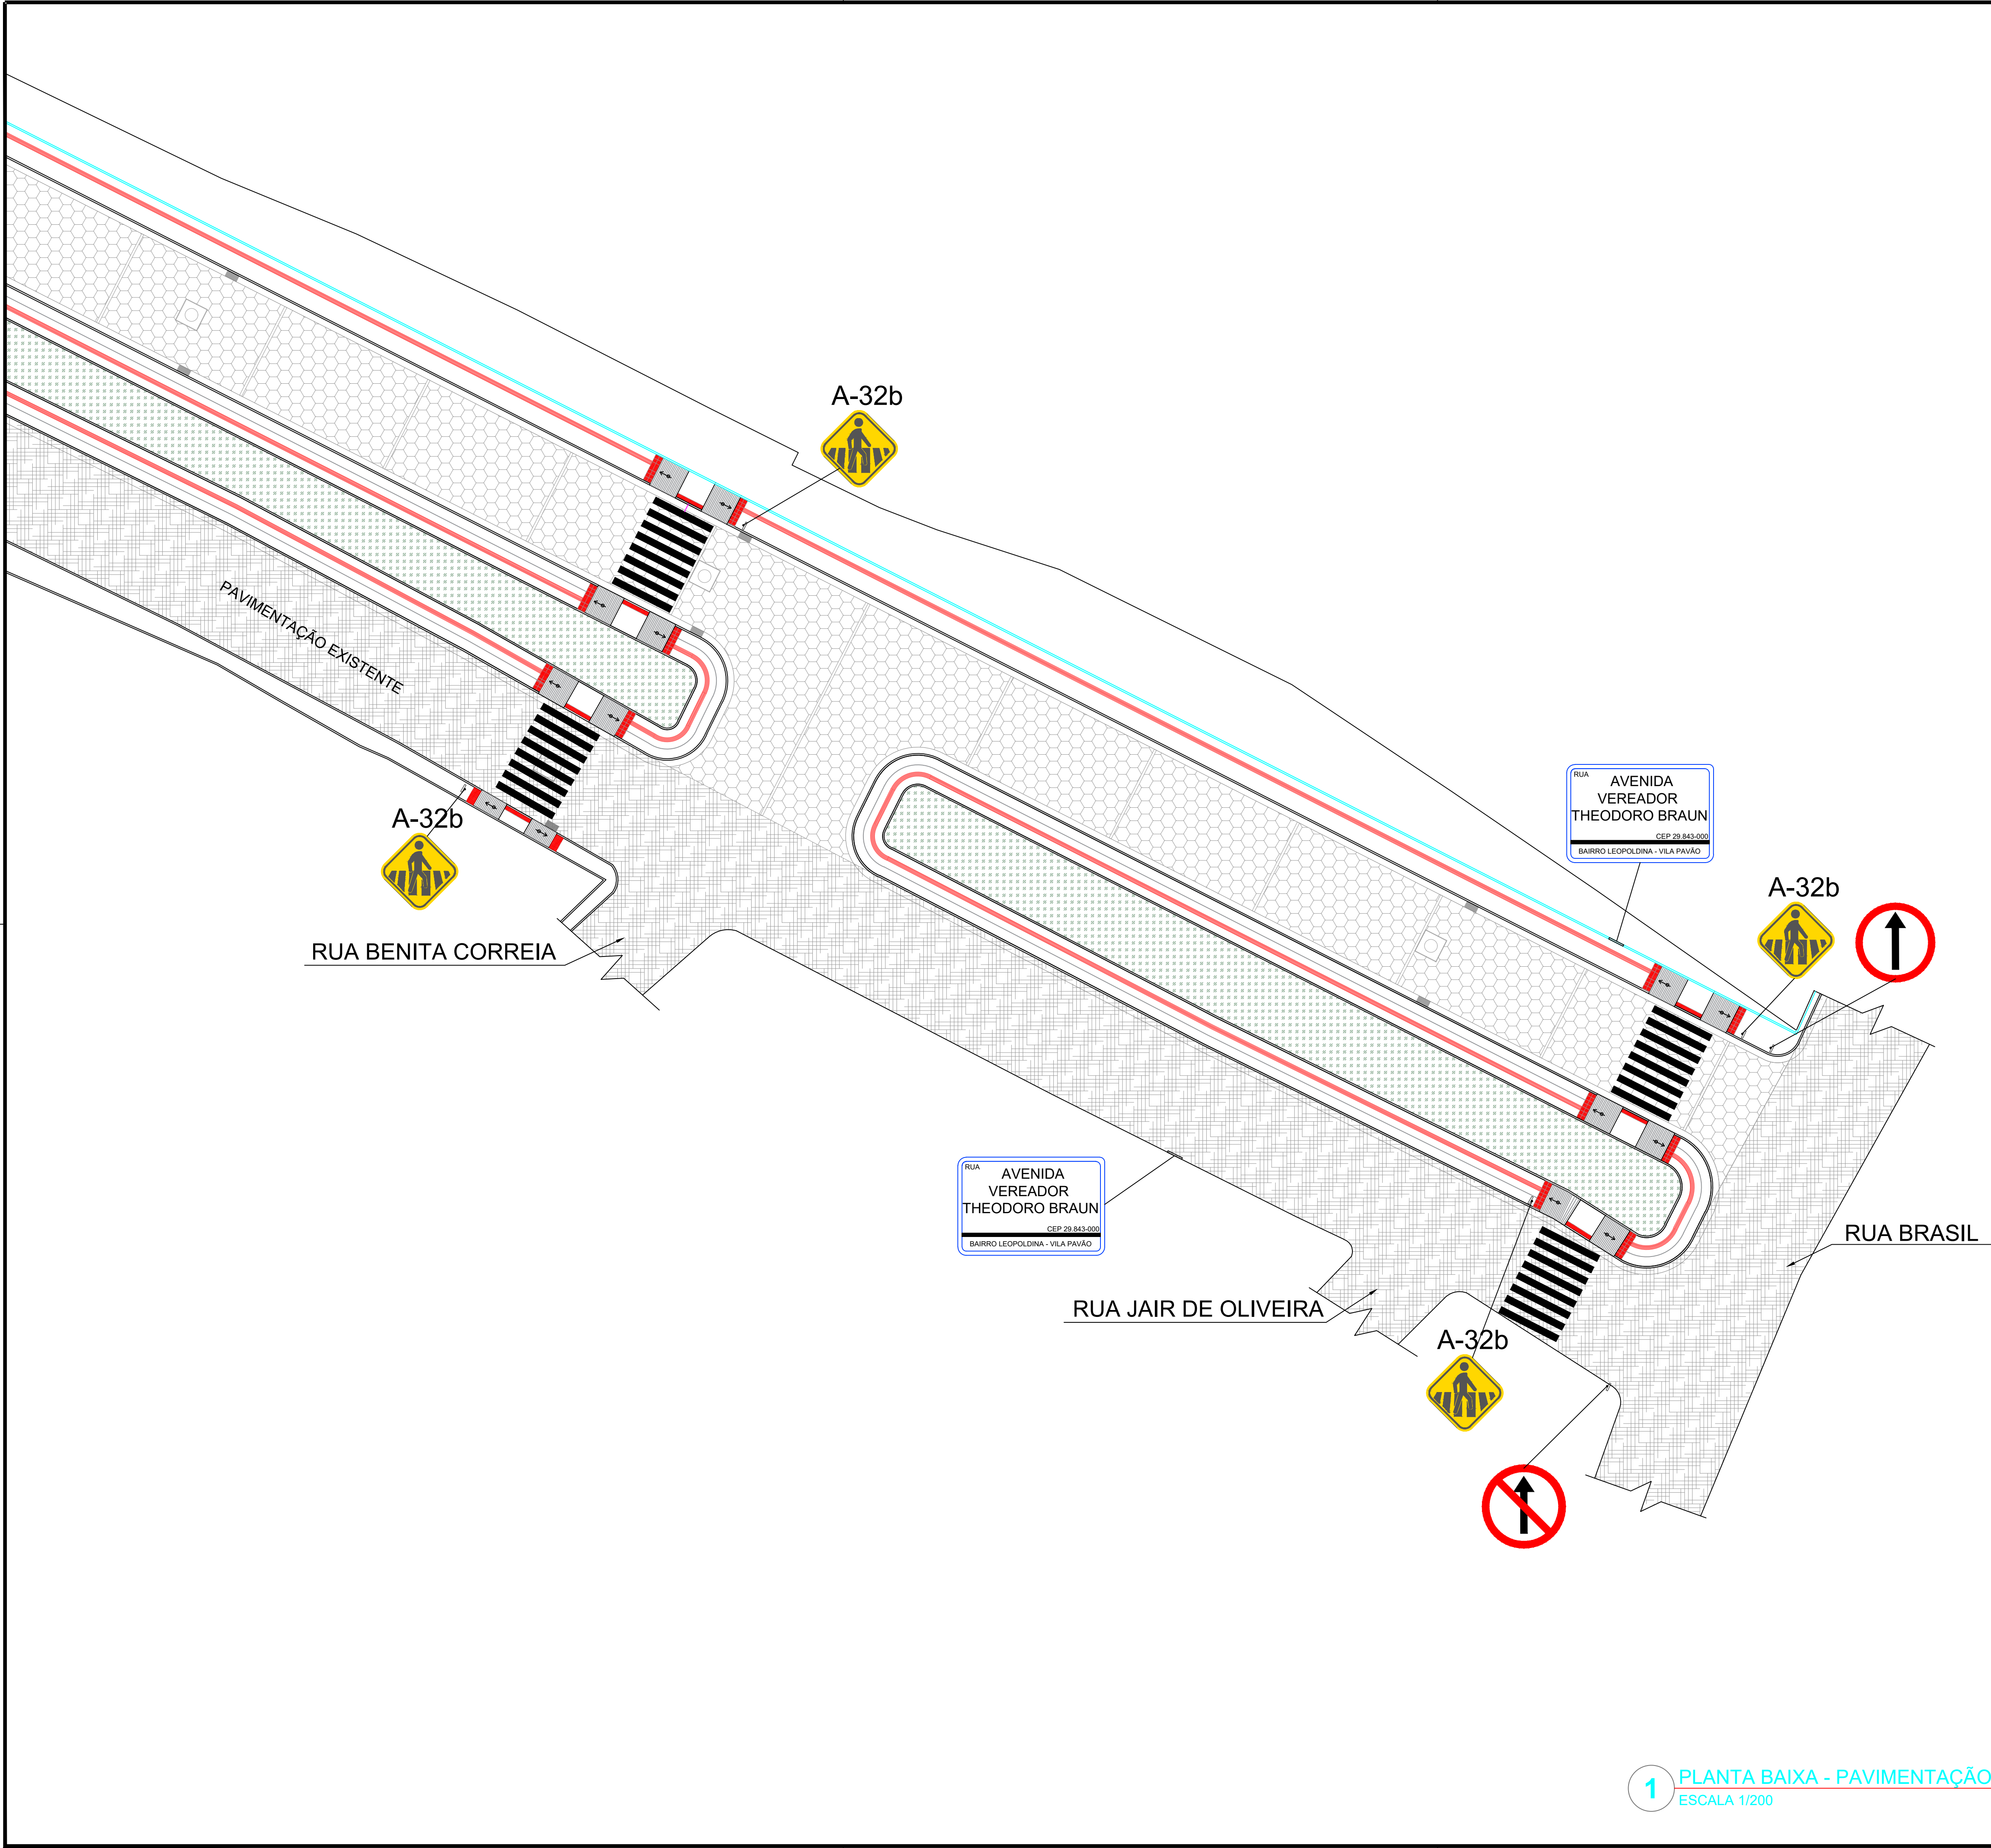 A-32b
PAVIMENTAÇÃO EXISTENTE
A-32b
RUA BENITA CORREIA
RUA
AVENIDA
VEREADOR
THEODORO BRAUN
CEP 29.843-000
BAIRRO LEOPOLDINA - VILA PAVÃO
A-32b
RUA
AVENIDA
VEREADOR
THEODORO BRAUN
CEP 29.843-000
BAIRRO LEOPOLDINA - VILA PAVÃO
RUA BRASIL
RUA JAIR DE OLIVEIRA
A-32b
1
PLANTA BAIXA - PAVIMENTAÇÃO
ESCALA 1/200